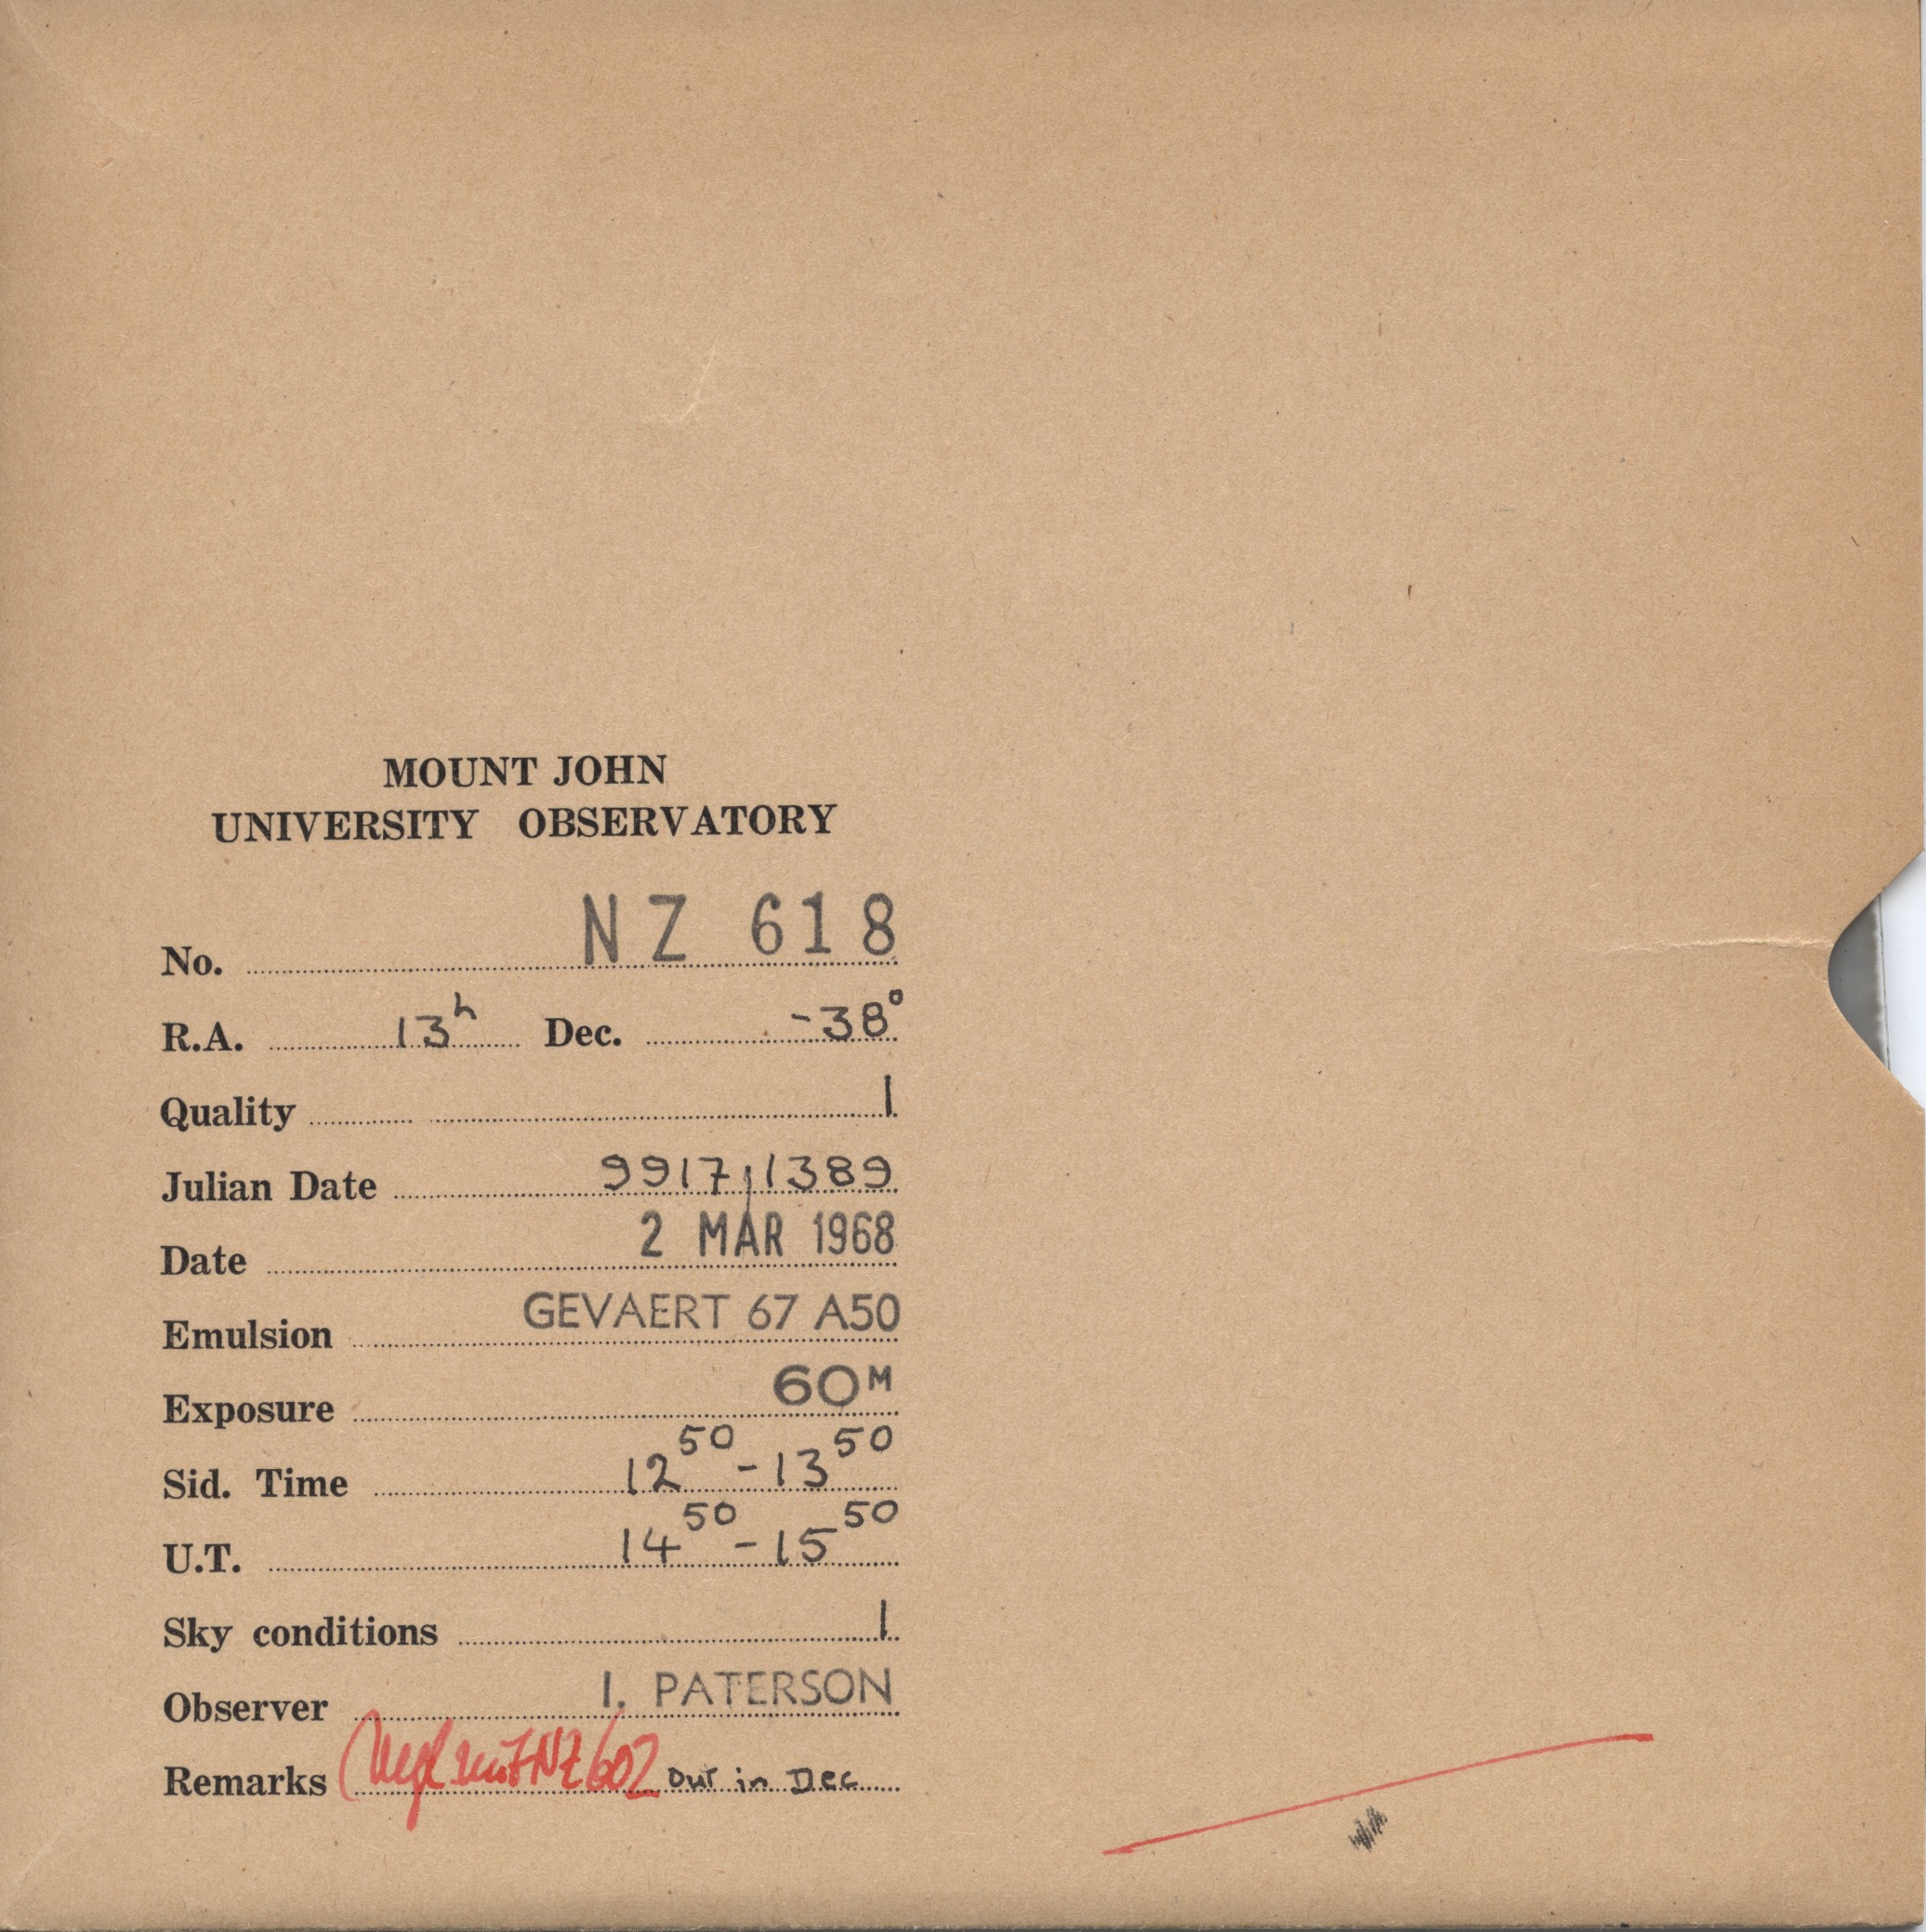 MOUNT JOHN
UNIVERSITY OBSERVATORY
No. NZ 618
R.A. 13h Dec. -38°
Quality 1
Julian Date 9917,1389
Date 2 MAR 1968
Emulsion GEVAERT 67 A50
Exposure 60M
Sid. Time 12 50 - 13 50
U.T. 14 50 - 15 50
Sky conditions 1
Observer I. PATERSON
Remarks NZ 602 Out in Dec